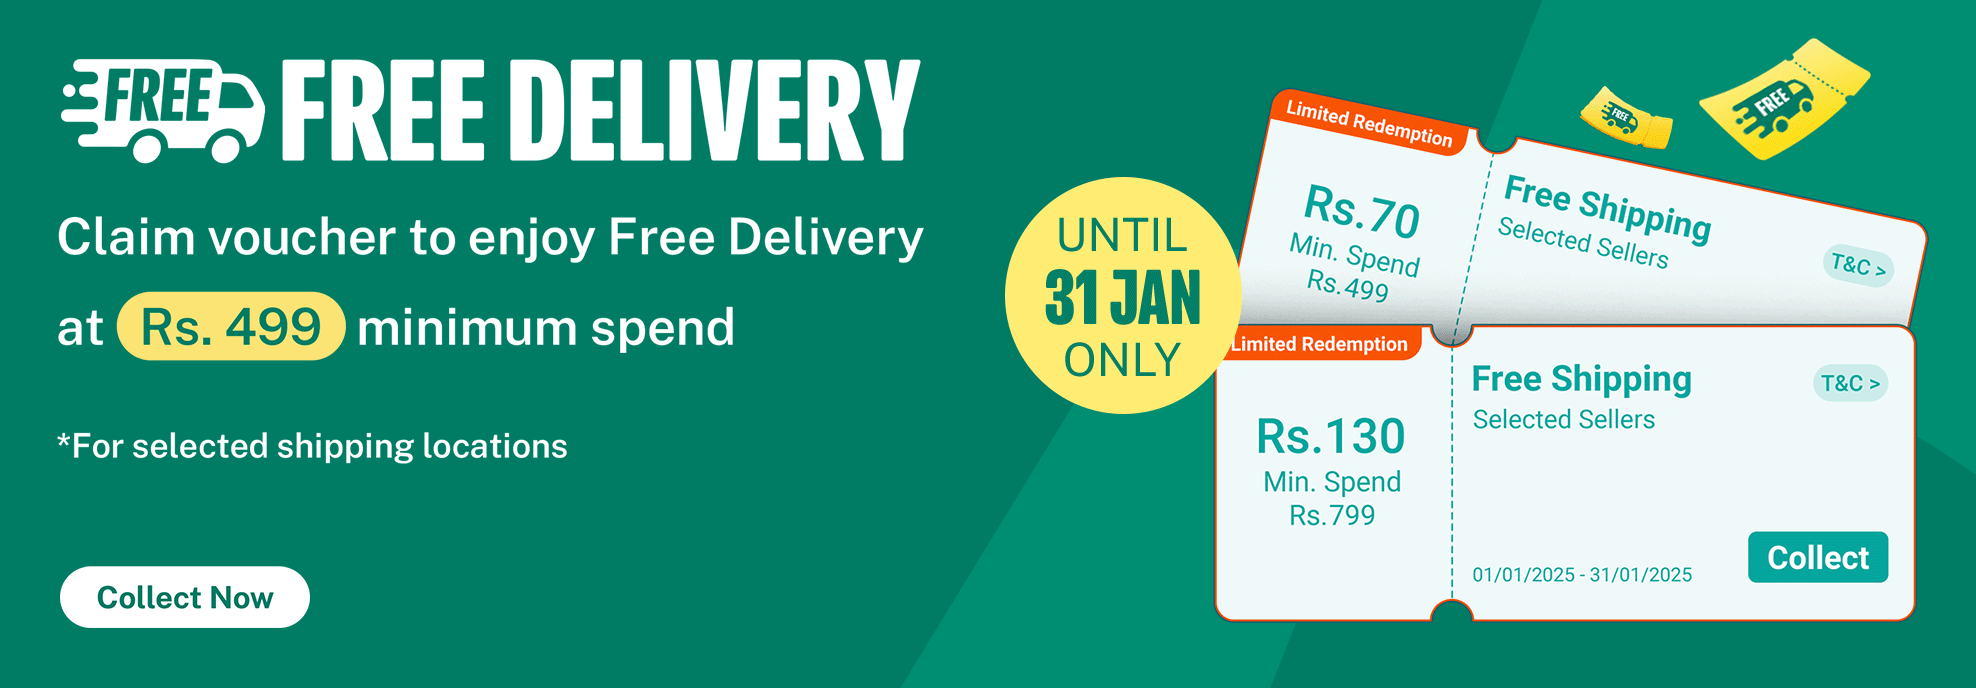 FREE
FREE DELIVERY
Claim voucher to enjoy Free Delivery
at Rs. 499 minimum spend
*For selected shipping locations
Collect Now
UNTIL
31 JAN
ONLY
FREE
FREE
Limited Redemption
Rs.70
Min. Spend
Rs.499
Free Shipping
Selected Sellers
T&C >
Limited Redemption
Rs.130
Min. Spend
Rs.799
Free Shipping
Selected Sellers
T&C >
01/01/2025 - 31/01/2025
Collect